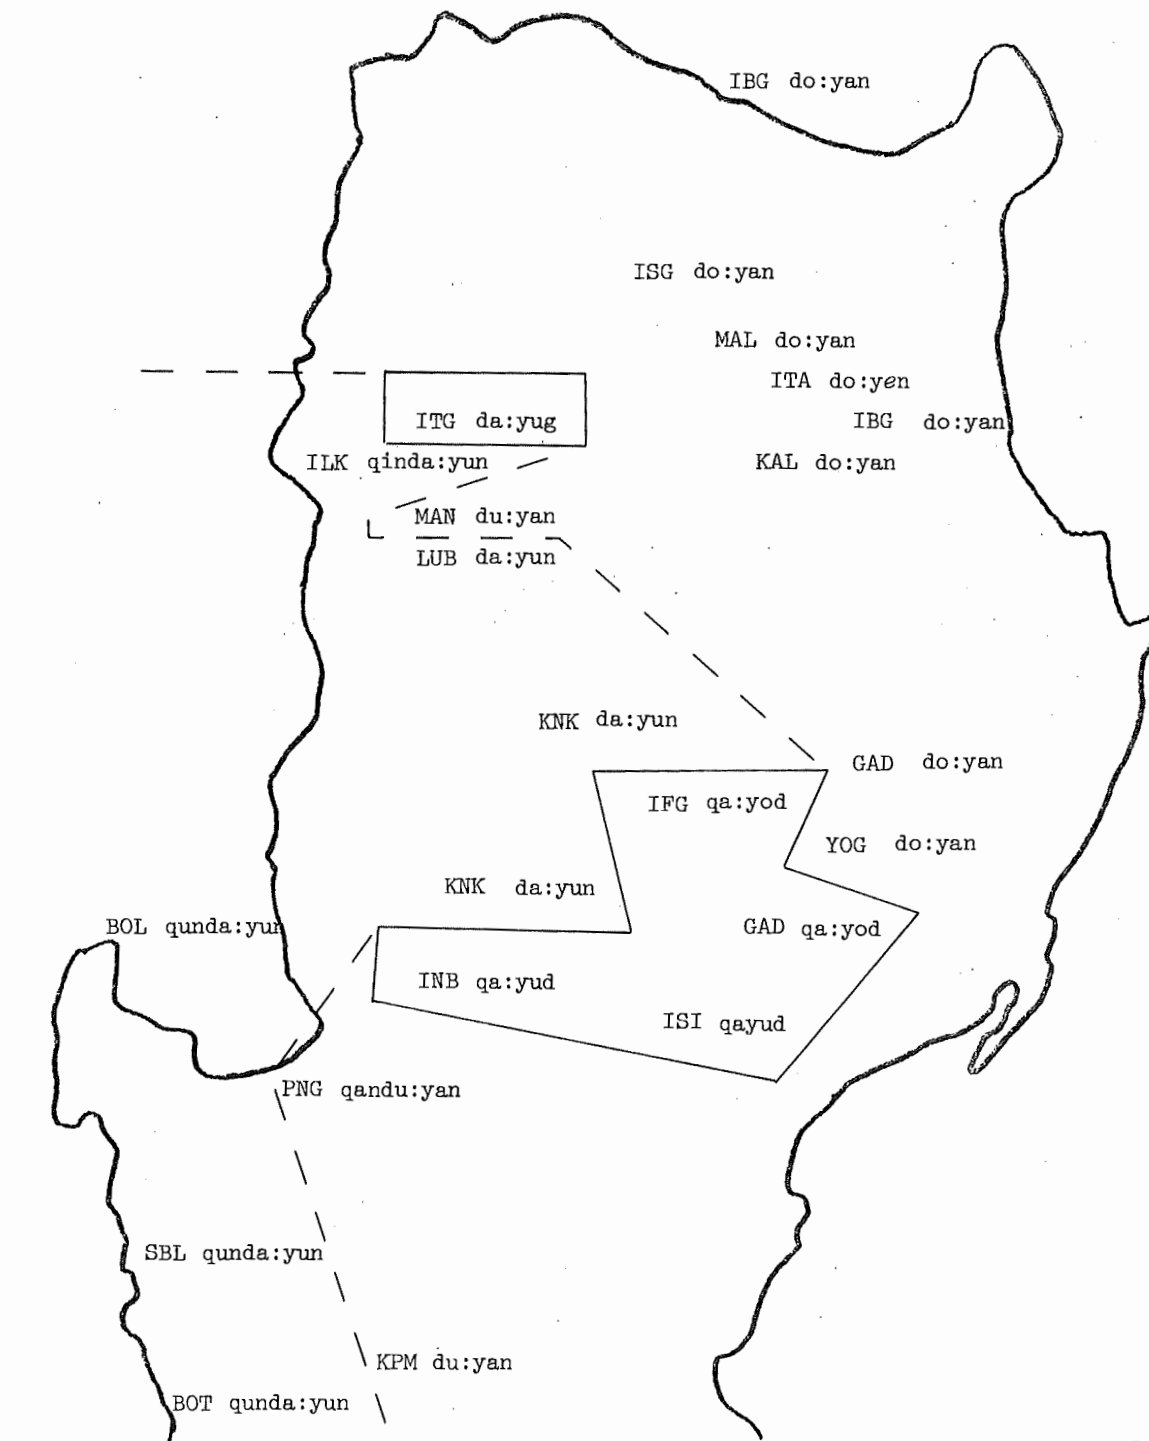 IBG do:yan
ISG do:yan
MAL do:yan
ITA do:yen
ITG da:yug
IBG do:yan
ILK qinda:yun
KAL do:yan
MAN du:yan
LUB da:yun
KNK da:yun
GAD do:yan
IFG qa:yod
YOG do:yan
KNK da:yun
BOL qunda:yun
GAD qa:yod
INB qa:yud
ISI qayud
PNG qandu:yan
SBL qunda:yun
KPM du:yan
BOT qunda:yun